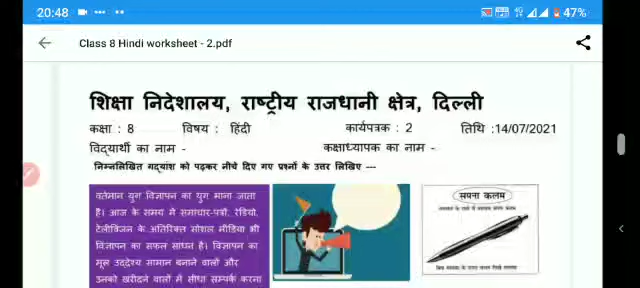 20:48
4G
47%
Class 8 Hindi worksheet - 2.pdf
शिक्षा निदेशालय, राष्ट्रीय राजधानी क्षेत्र, दिल्ली
कक्षा : 8 विषय : हिंदी कार्यपत्रक : 2 तिथि :14/07/2021
विद्यार्थी का नाम - कक्षाध्यापक का नाम -
निम्नलिखित गद्यांश को पढ़कर नीचे दिए गए प्रश्नों के उत्तर लिखिए ---
वर्तमान युग विज्ञापन का युग माना जाता
है। आज के समय में समाचार-पत्रों, रेडियो,
टेलीविजन के अतिरिक्त सोशल मीडिया भी
विज्ञापन का सफल साधन है। विज्ञापन का
मूल उद्देश्य सामान बनाने वालों और
उनको खरीदने वालों में सीधा सम्पर्क करना
सपना कलम